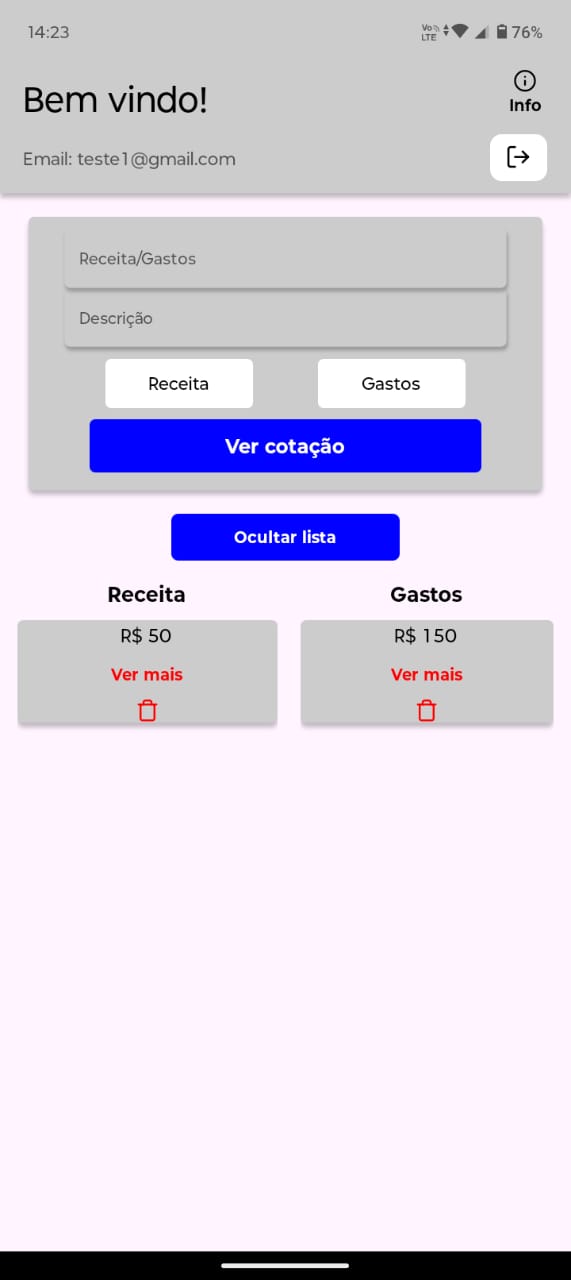 14:23
Vo LTE 76%
Bem vindo!
Info
Email: teste1@gmail.com
Receita/Gastos
Descrição
Receita Gastos
Ver cotação
Ocultar lista
Receita Gastos
R$ 50 R$ 150
Ver mais Ver mais